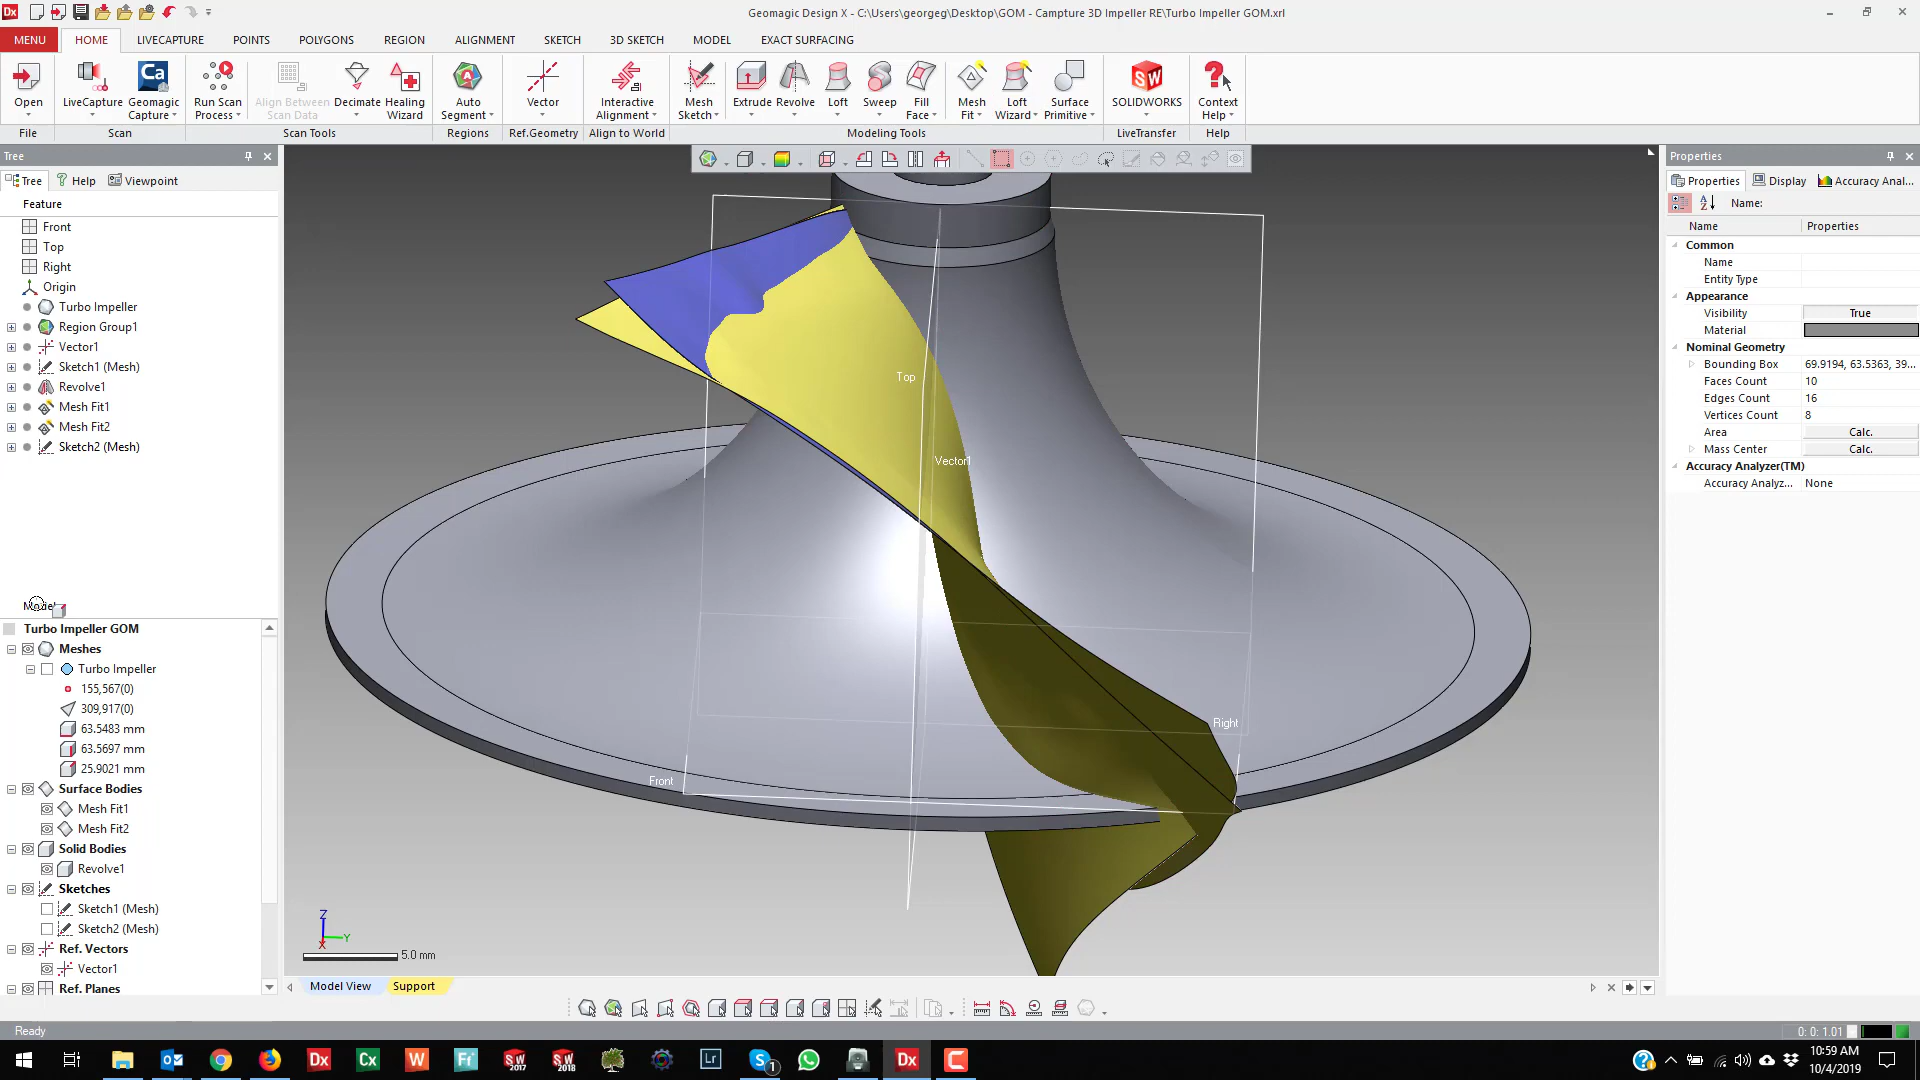 Geomagic Design X - C:\Users\georgeg\Desktop\GOM - Campture 3D Impeller RE\Turbo Impeller GOM.xrl
MENU HOME LIVECAPTURE POINTS POLYGONS REGION ALIGNMENT SKETCH 3D SKETCH MODEL EXACT SURFACING
Open
LiveCapture
Geomagic Capture
Run Scan Process
Align Between Scan Data
Decimate
Healing Wizard
Auto Segment
Vector
Interactive Alignment
Mesh Sketch
Extrude
Revolve
Loft
Sweep
Fill Face
Mesh Fit
Loft Wizard
Surface Primitive
SOLIDWORKS
Context Help
File Scan Scan Tools Regions Ref.Geometry Align to World Modeling Tools LiveTransfer Help
Tree
Tree Help Viewpoint
Feature
Front
Top
Right
Origin
Turbo Impeller
Region Group1
Vector1
Sketch1 (Mesh)
Revolve1
Mesh Fit1
Mesh Fit2
Sketch2 (Mesh)
Model
Turbo Impeller GOM
Meshes
Turbo Impeller
155,567(0)
309,917(0)
63.5483 mm
63.5697 mm
25.9021 mm
Surface Bodies
Mesh Fit1
Mesh Fit2
Solid Bodies
Revolve1
Sketches
Sketch1 (Mesh)
Sketch2 (Mesh)
Ref. Vectors
Vector1
Ref. Planes
Top
Vector1
Right
Front
Z
Y
X
5.0 mm
Model View Support
Properties
Properties Display Accuracy Anal...
Name:
Name Properties
Common
Name
Entity Type
Appearance
Visibility True
Material
Nominal Geometry
Bounding Box 69.9194, 63.5363, 39...
Faces Count 10
Edges Count 16
Vertices Count 8
Area Calc.
Mass Center Calc.
Accuracy Analyzer(TM)
Accuracy Analyz... None
Ready
0: 0: 1.01
10:59 AM
10/4/2019